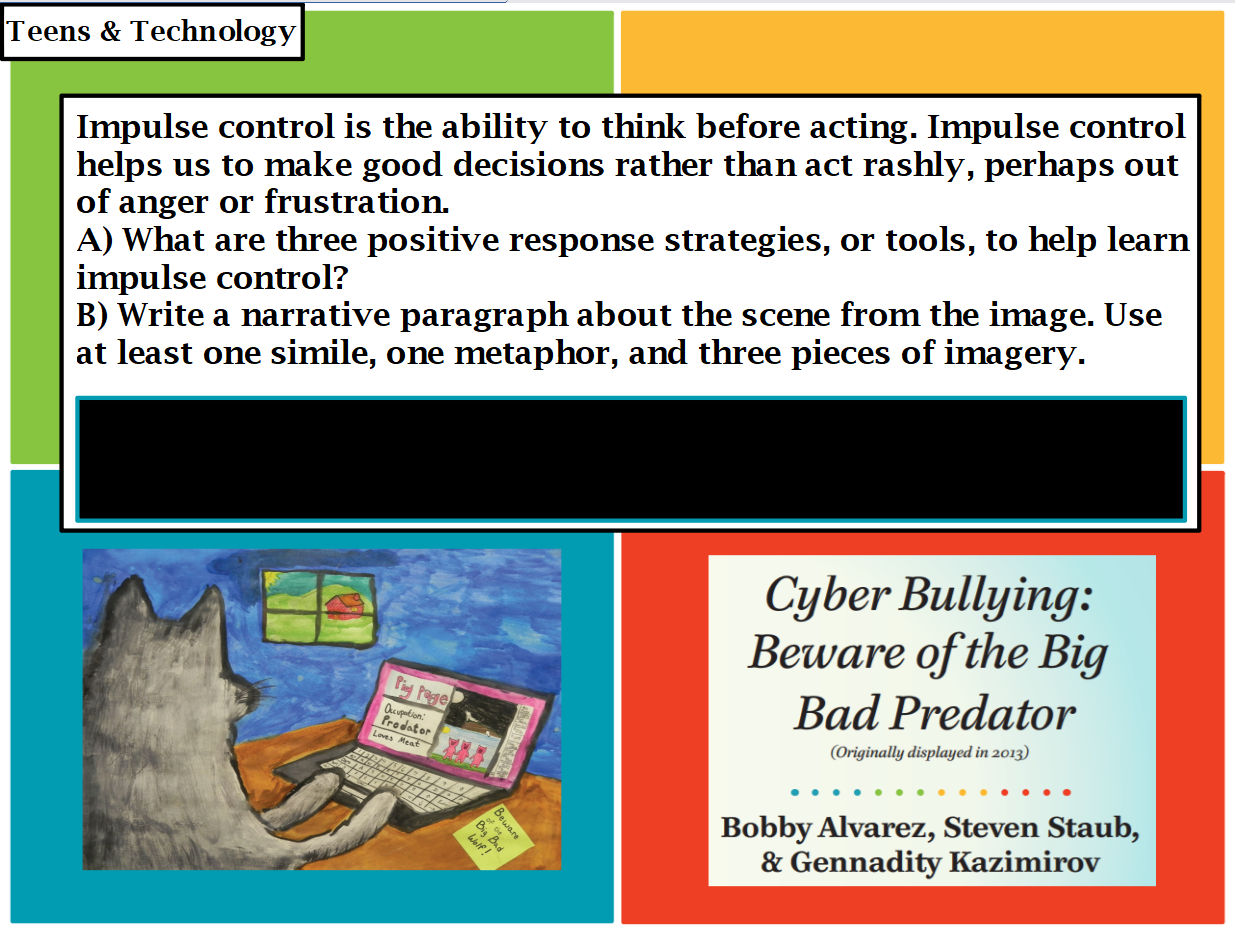 Teens & Technology
Impulse control is the ability to think before acting. Impulse control
helps us to make good decisions rather than act rashly, perhaps out
of anger or frustration.
A) What are three positive response strategies, or tools, to help learn
impulse control?
B) Write a narrative paragraph about the scene from the image. Use
at least one simile, one metaphor, and three pieces of imagery.
Pig Page
Occupation:
Predator
Loves Meat
Beware
of the
Big Bad
Wolf!
Cyber Bullying:
Beware of the Big
Bad Predator
(Originally displayed in 2013)
Bobby Alvarez, Steven Staub,
& Gennadity Kazimirov